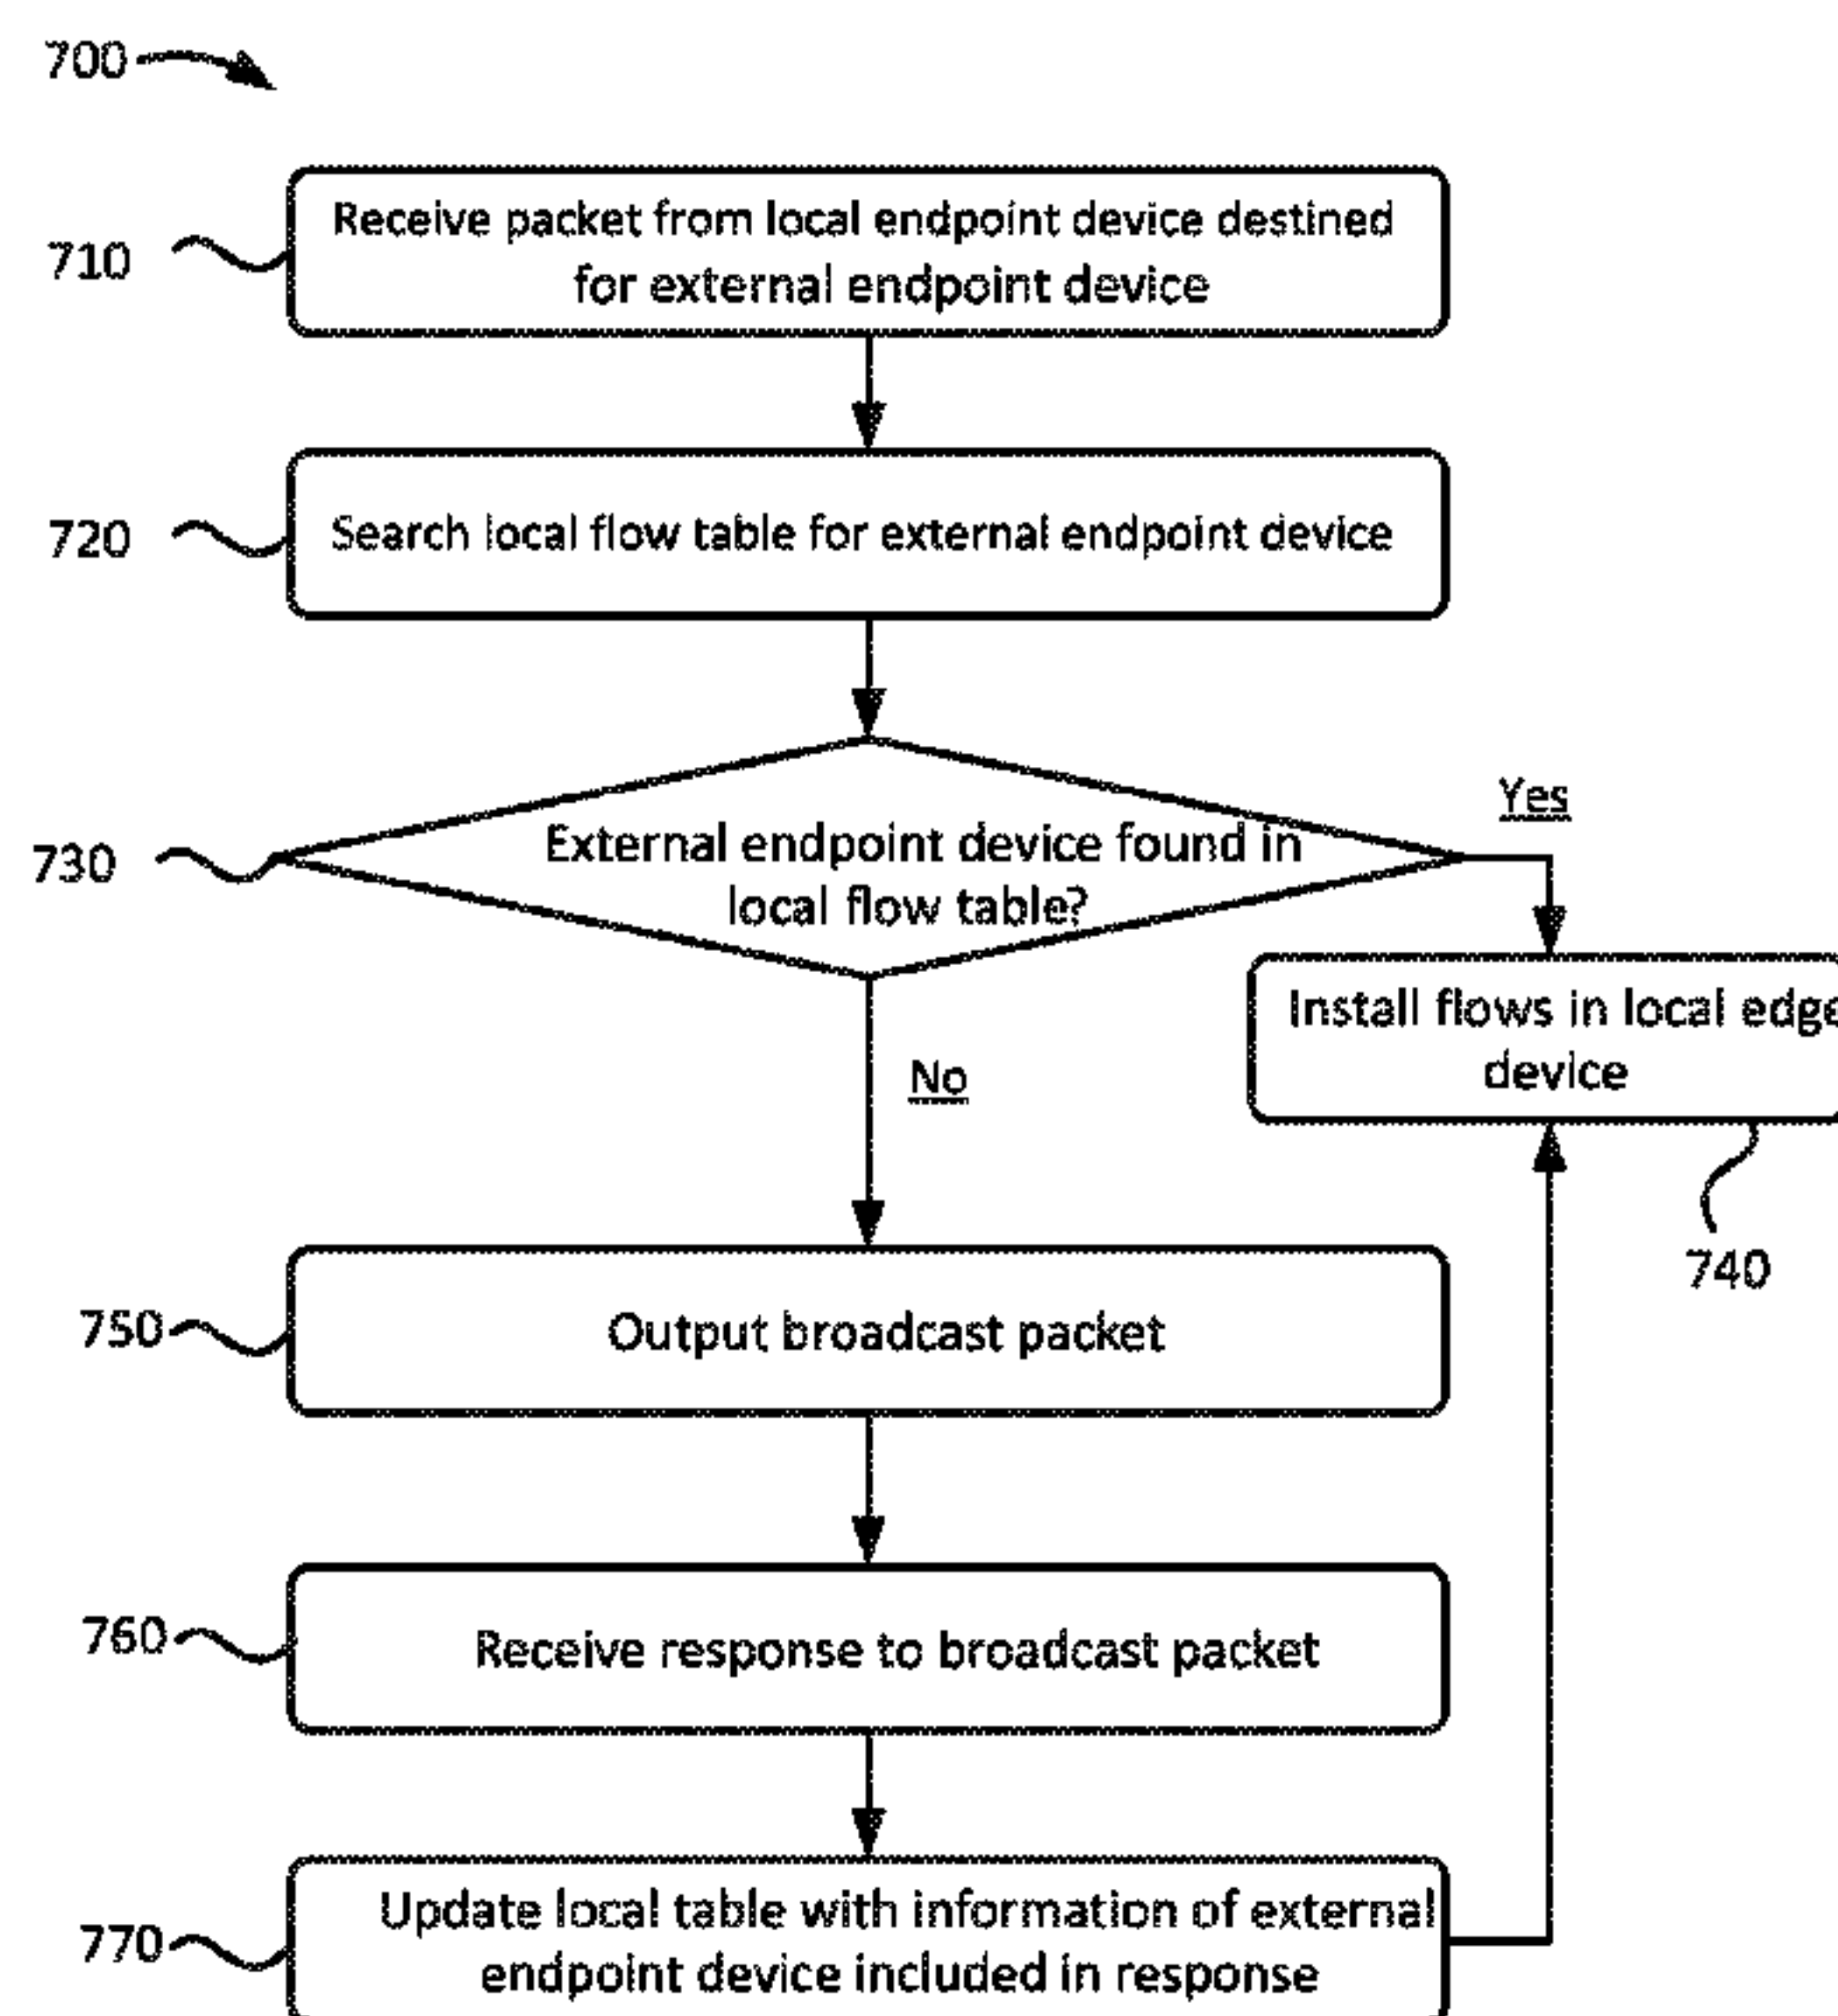 700
710
Receive packet from local endpoint device destined
for external endpoint device
720
Search local flow table for external endpoint device
730
External endpoint device found in
local flow table?
Yes
No
Install flows in local edge
device
740
750
Output broadcast packet
760
Receive response to broadcast packet
770
Update local table with information of external
endpoint device included in response